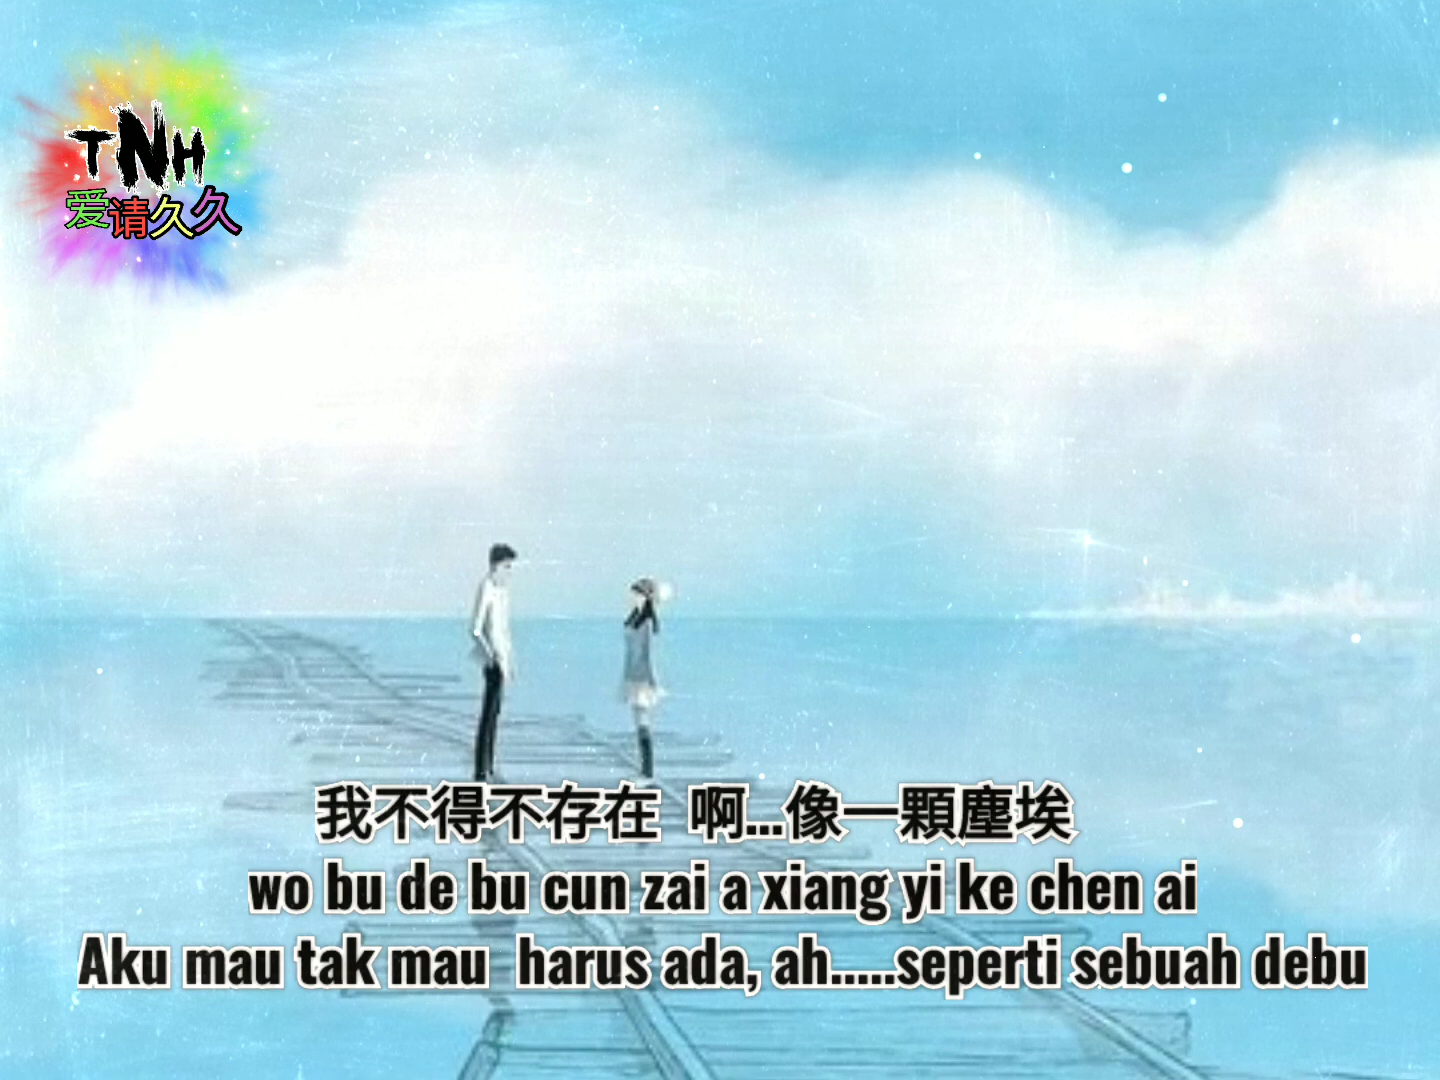 TNH
爱请久久
我不得不存在 啊...像一顆塵埃
wo bu de bu cun zai a xiang yi ke chen ai
Aku mau tak mau harus ada, ah.....seperti sebuah debu